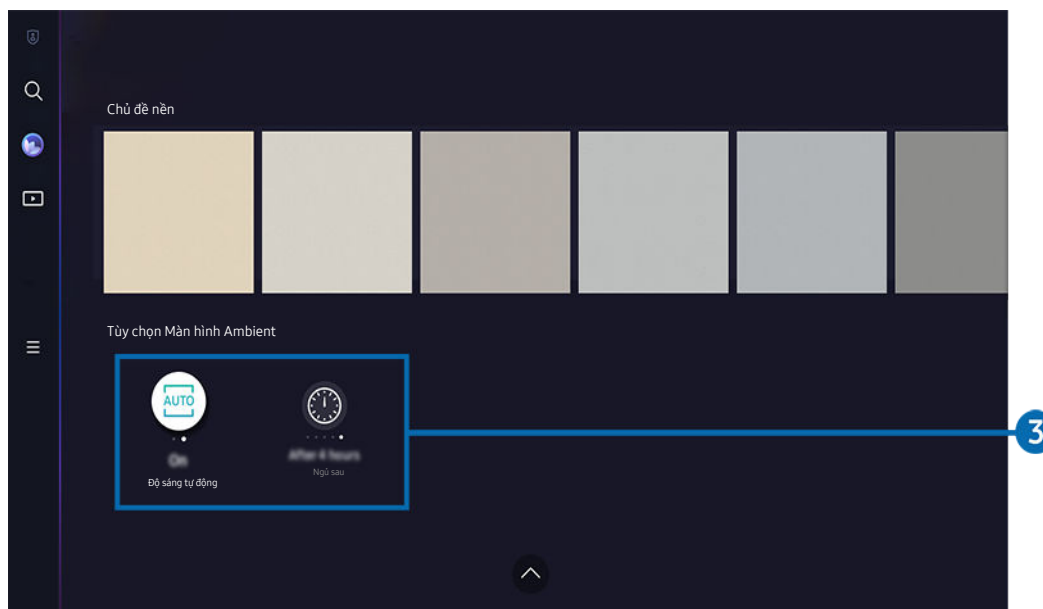 Chủ đề nền
Tùy chọn Màn hình Ambient
AUTO
On
Độ sáng tự động
After 4 hours
Ngủ sau
3